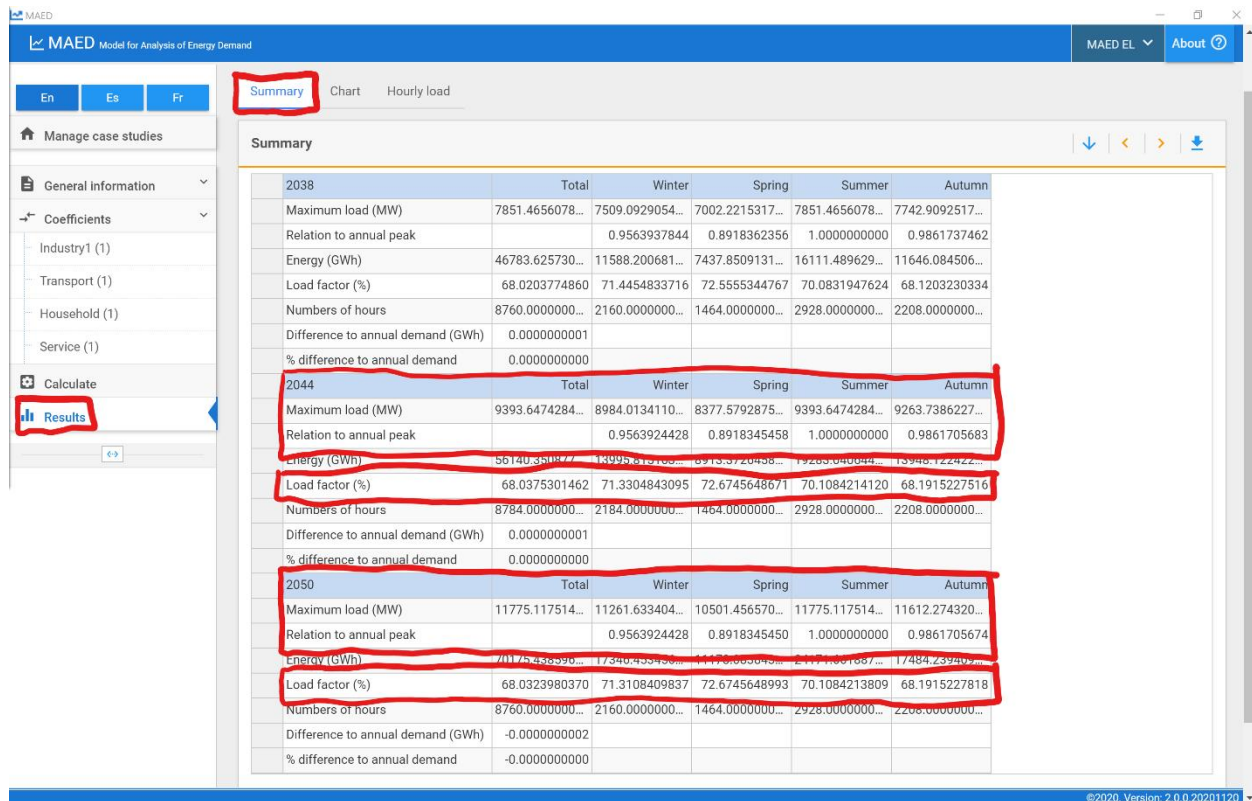 MAED
MAED Model for Analysis of Energy Demand
MAED EL
About
En Es Fr
Manage case studies
General information
Coefficients
Industry1 (1)
Transport (1)
Household (1)
Service (1)
Calculate
Results
Summary Chart Hourly load
Summary
2038 Total Winter Spring Summer Autumn
Maximum load (MW) 7851.4656078... 7509.0929054... 7002.2215317... 7851.4656078... 7742.9092517...
Relation to annual peak 0.9563937844 0.8918362356 1.0000000000 0.9861737462
Energy (GWh) 46783.625730... 11588.200681... 7437.8509131... 16111.489629... 11646.084506...
Load factor (%) 68.0203774860 71.4454833716 72.5555344767 70.0831947624 68.1203230334
Numbers of hours 8760.0000000... 2160.0000000... 1464.0000000... 2928.0000000... 2208.0000000...
Difference to annual demand (GWh) 0.0000000001
% difference to annual demand 0.0000000000
2044 Total Winter Spring Summer Autumn
Maximum load (MW) 9393.6474284... 8984.0134110... 8377.5792875... 9393.6474284... 9263.7386227...
Relation to annual peak 0.9563924428 0.8918345458 1.0000000000 0.9861705683
Energy (GWh)
Load factor (%) 68.0375301462 71.3304843095 72.6745648671 70.1084214120 68.1915227516
Numbers of hours 8784.0000000... 2184.0000000... 1464.0000000... 2928.0000000... 2208.0000000...
Difference to annual demand (GWh) 0.0000000001
% difference to annual demand 0.0000000000
2050 Total Winter Spring Summer Autumn
Maximum load (MW) 11775.117514... 11261.633404... 10501.456570... 11775.117514... 11612.274320...
Relation to annual peak 0.9563924428 0.8918345450 1.0000000000 0.9861705674
Energy (GWh)
Load factor (%) 68.0323980370 71.3108409837 72.6745648993 70.1084213809 68.1915227818
Numbers of hours 8760.0000000... 2160.0000000... 1464.0000000... 2928.0000000... 2208.0000000...
Difference to annual demand (GWh) -0.0000000002
% difference to annual demand -0.0000000000
©2020, Version: 2.0.0.20201120